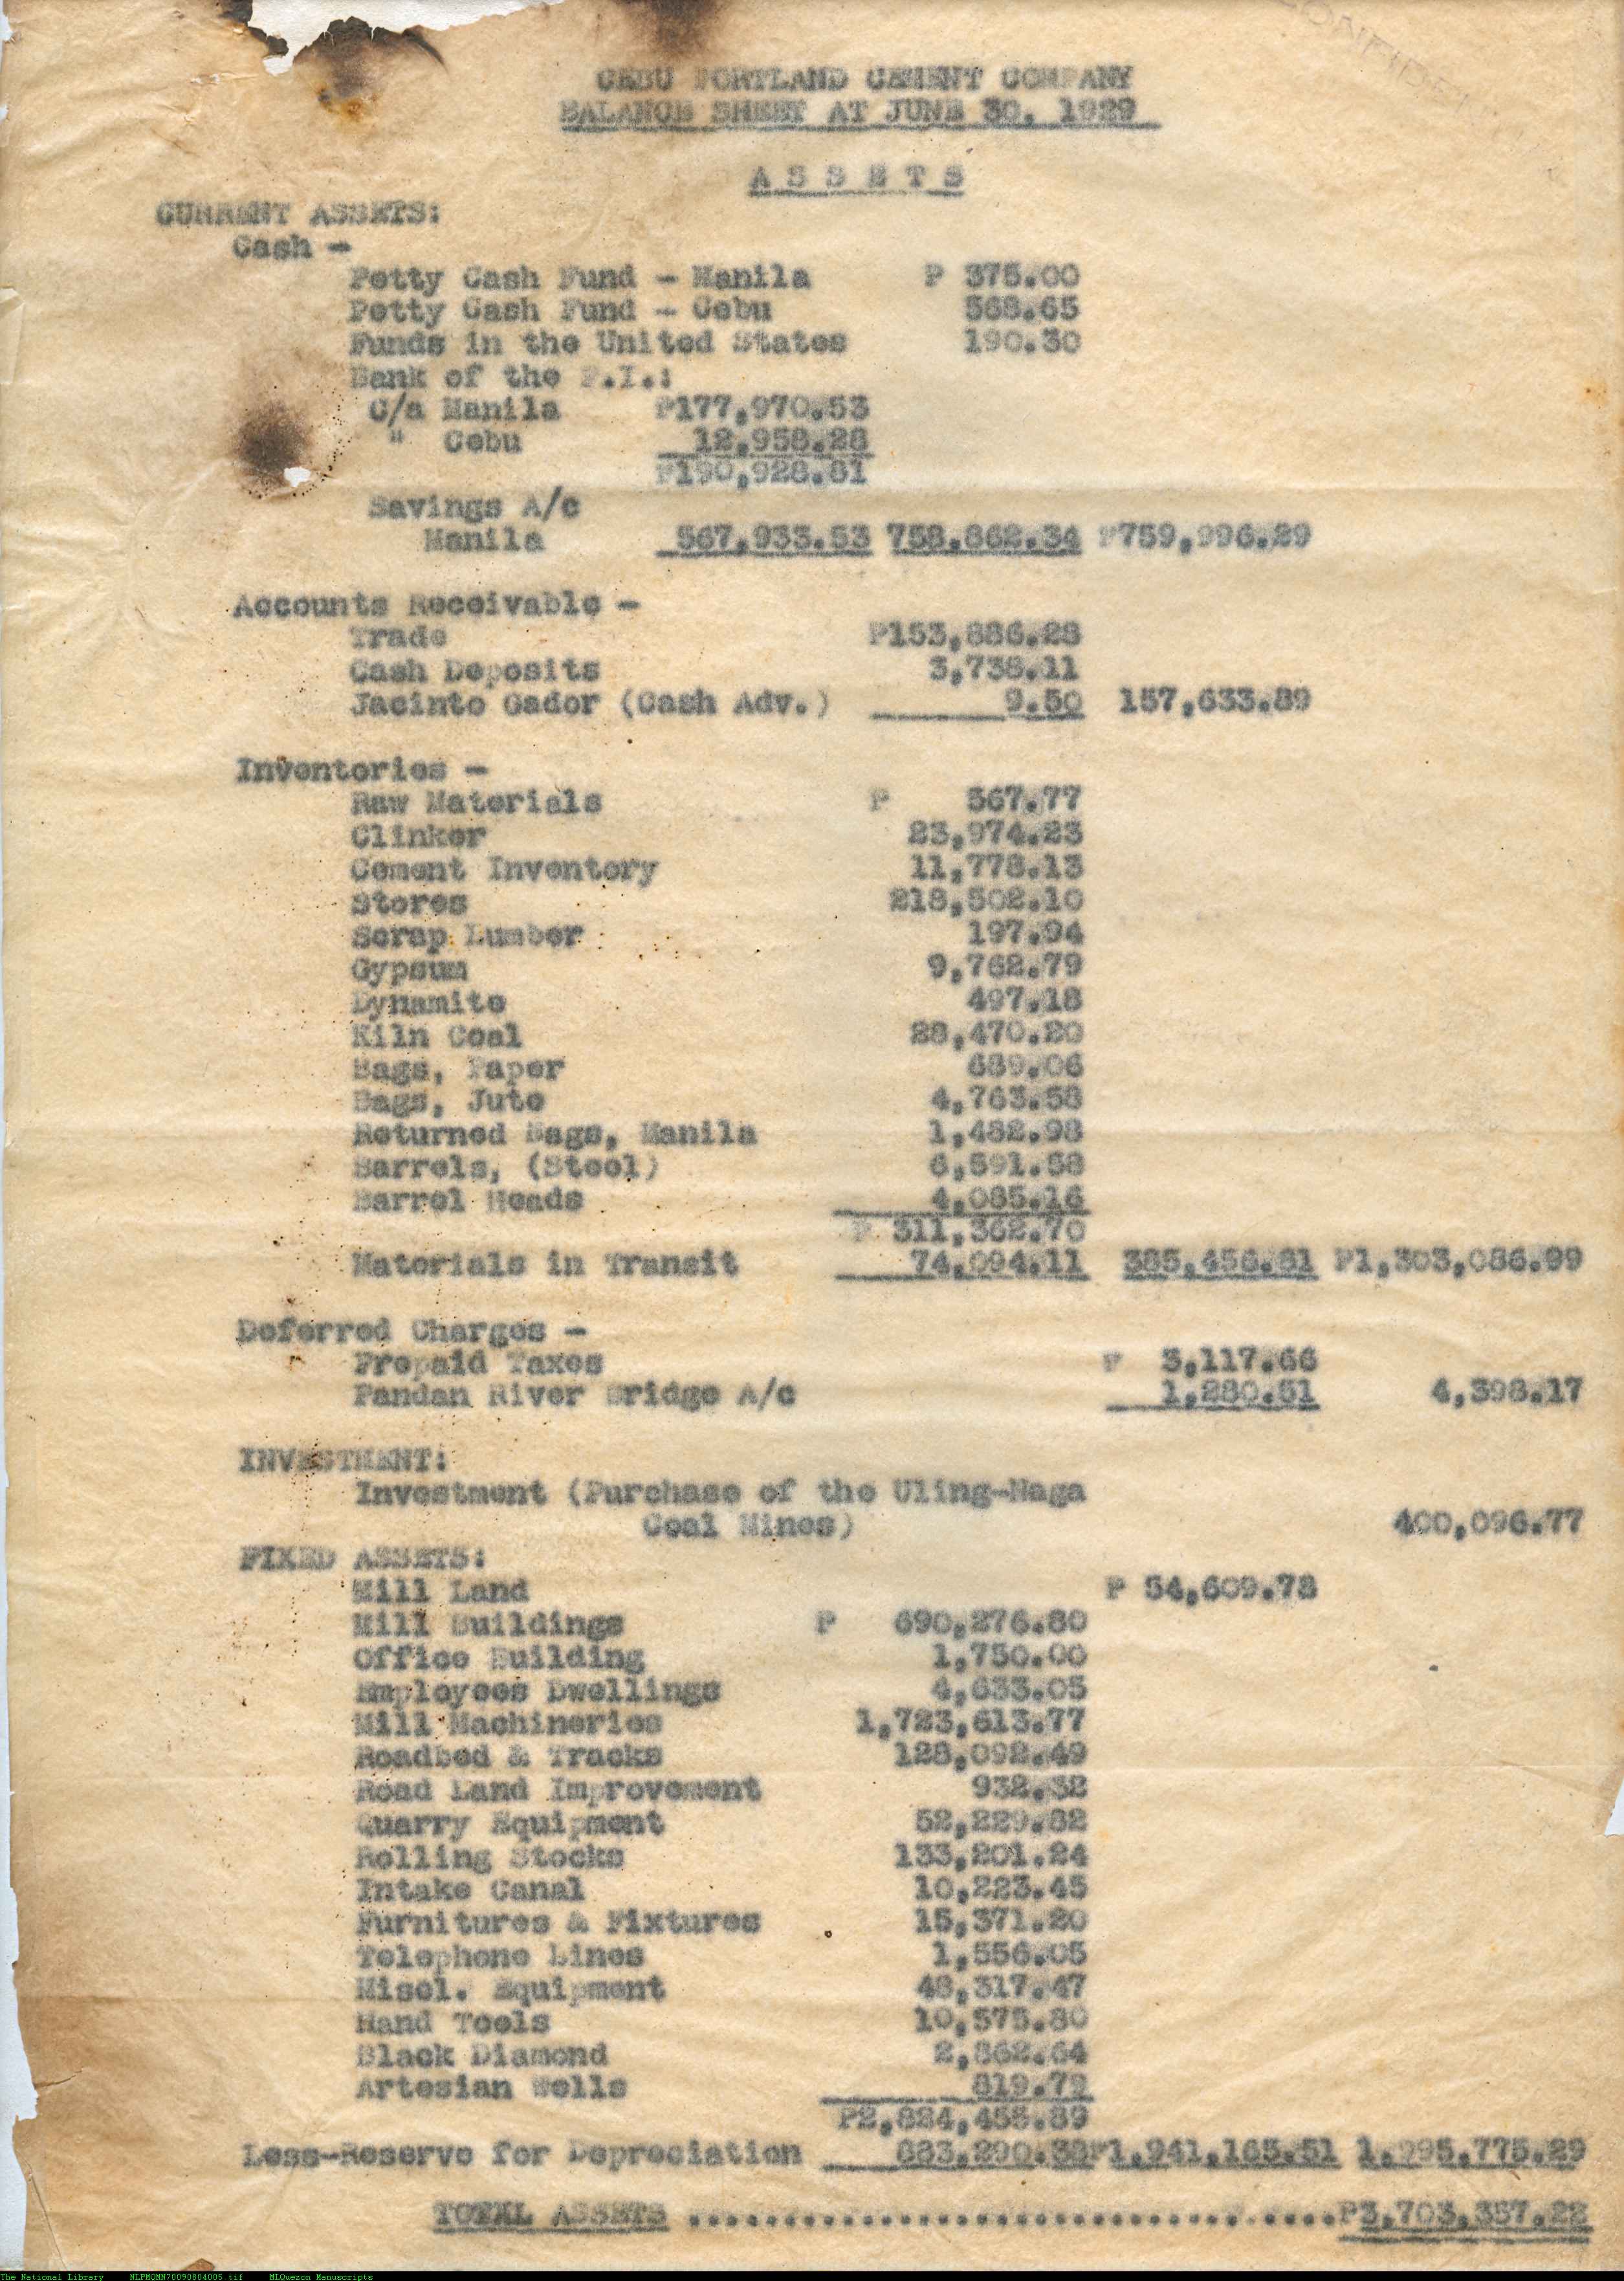 CONFIDEN
CEBU PORTLAND CEMENT COMPANY
BALANCE SHEET AT JUNE 30, 1929
A S S E T S
CURRENT ASSETS:
Cash -
Petty Cash Fund - Manila P 375.00
Petty Cash Fund - Cebu 568.65
Funds in the United States 190.30
Bank of the P.I.:
C/a Manila P177,970.53
" Cebu 12,958.28
P190,928.81
Savings A/c
Manila 567,933.53 758,862.34 P759,996.29
Accounts Receivable -
Trade P153,886.28
Cash Deposits 3,738.11
Jacinto Gador (Cash Adv.) 9.50 157,633.89
Inventories -
Raw Materials P 567.77
Clinker 23,974.23
Cement Inventory 11,778.13
Stores 218,502.10
Scrap Lumber 197.94
Gypsum 9,762.79
Dynamite 497.18
Kiln Coal 28,470.20
Bags, Paper 689.06
Bags, Jute 4,763.58
Returned Bags, Manila 1,482.98
Barrels, (Steel) 6,591.58
Barrel Heads 4,085.16
P 311,362.70
Materials in Transit 74,094.11 385,456.81 P1,303,086.99
Deferred Charges -
Prepaid Taxes P 3,117.66
Pandan River Bridge A/c 1,280.51 4,398.17
INVESTMENT:
Investment (Purchase of the Uling-Naga
Coal Mines) 400,096.77
FIXED ASSETS:
Mill Land P 54,609.78
Mill Buildings P 690,276.80
Office Building 1,750.00
Employees Dwellings 4,633.05
Mill Machineries 1,723,613.77
Roadbed & Tracks 128,092.49
Road Land Improvement 932.32
Quarry Equipment 52,229.82
Rolling Stocks 133,201.24
Intake Canal 10,223.45
Furnitures & Fixtures 15,371.20
Telephone Lines 1,556.05
Miscl. Equipment 48,317.47
Hand Tools 10,575.80
Black Diamond 2,862.64
Artesian Wells 819.79
P2,824,455.89
Less-Reserve for Depreciation 883,290.38 P1,941,165.51 1,995,775.29
TOTAL ASSETS ..................................P3,703,357.22
The National Library NLPMQMN70090804005.tif MLQuezon Manuscripts